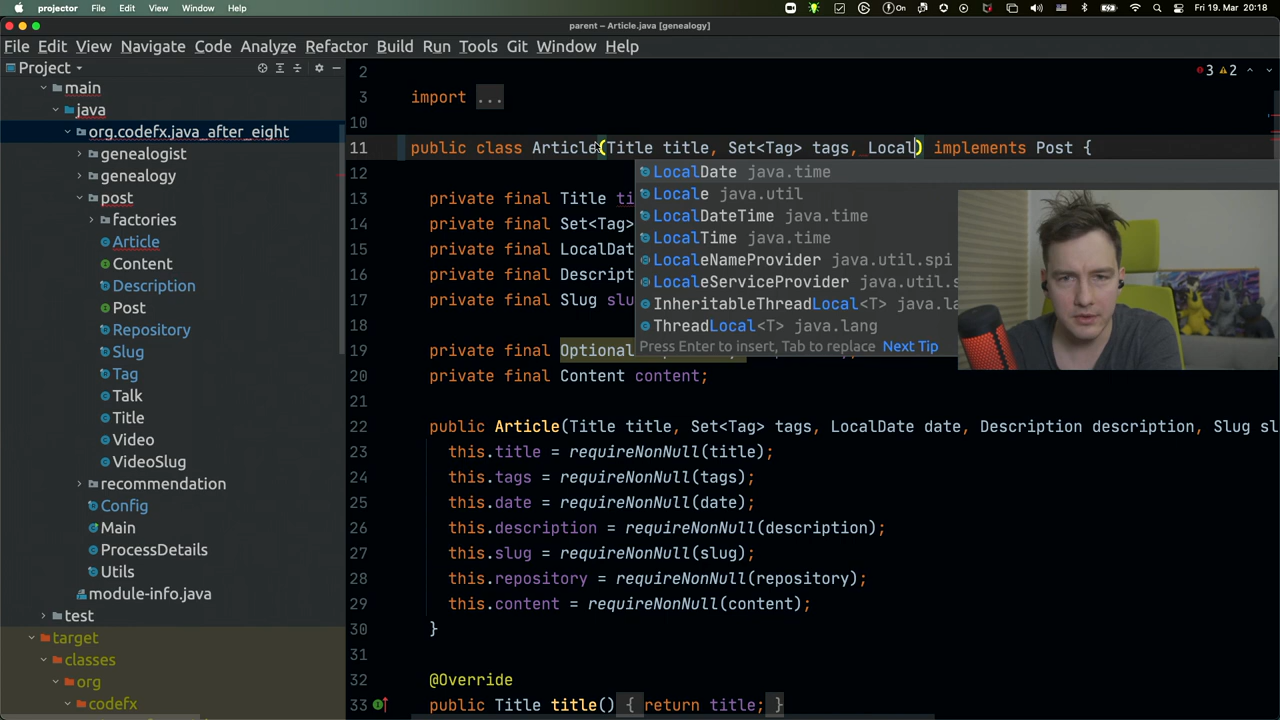 projector File Edit View Window Help On Fri 19. Mar 20:18
parent – Article.java [genealogy]
File Edit View Navigate Code Analyze Refactor Build Run Tools Git Window Help
Project
main
java
org.codefx.java_after_eight
genealogist
genealogy
post
factories
Article
Content
Description
Post
Repository
Slug
Tag
Talk
Title
Video
VideoSlug
recommendation
Config
Main
ProcessDetails
Utils
module-info.java
test
target
classes
org
codefx
3 2
2
3 import ...
10
11 public class Article(Title title, Set<Tag> tags, Local) implements Post {
12
13 private final Title ti
14 private final Set<Tag>
15 private final LocalDat
16 private final Descript
17 private final Slug slu
18
19 private final Optional
20 private final Content content;
21
22 public Article(Title title, Set<Tag> tags, LocalDate date, Description description, Slug sl
23 this.title = requireNonNull(title);
24 this.tags = requireNonNull(tags);
25 this.date = requireNonNull(date);
26 this.description = requireNonNull(description);
27 this.slug = requireNonNull(slug);
28 this.repository = requireNonNull(repository);
29 this.content = requireNonNull(content);
30 }
31
32 @Override
33 public Title title() { return title; }
LocalDate java.time
Locale java.util
LocalDateTime java.time
LocalTime java.time
LocaleNameProvider java.util.spi
LocaleServiceProvider java.util.s
InheritableThreadLocal<T> java.la
ThreadLocal<T> java.lang
Press Enter to insert, Tab to replace Next Tip